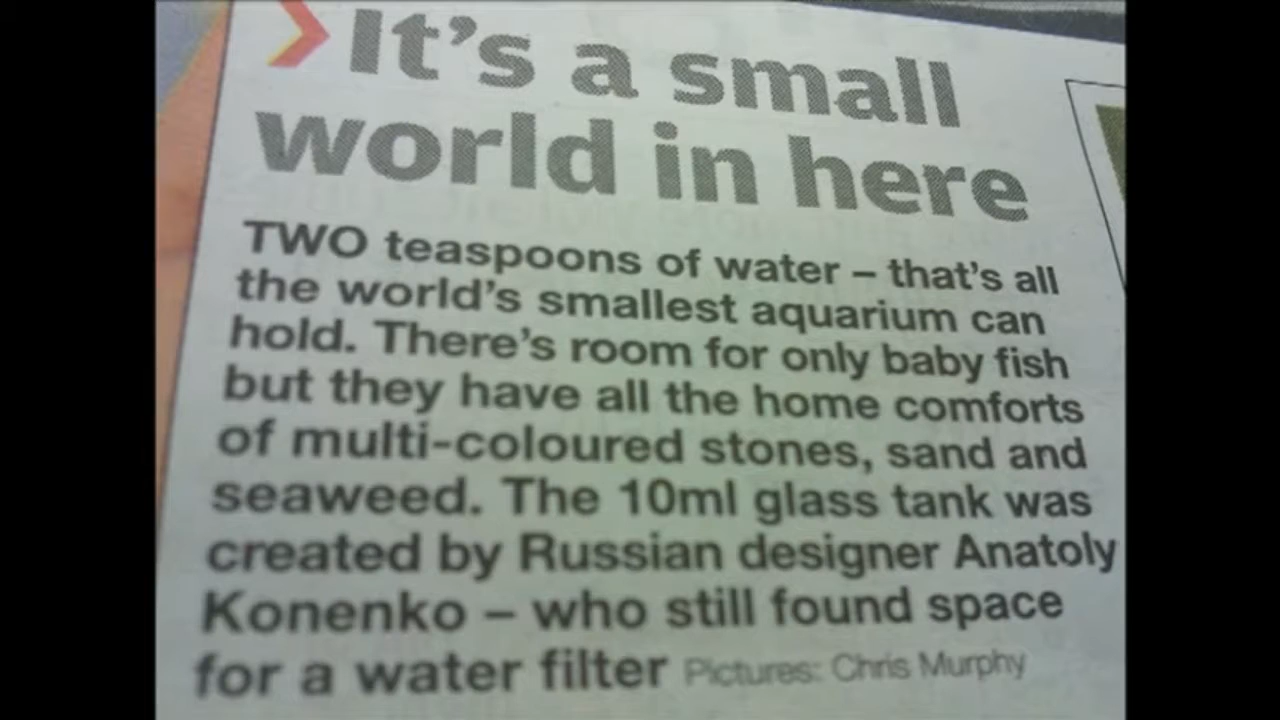 It's a small
world in here
TWO teaspoons of water – that's all
the world's smallest aquarium can
hold. There's room for only baby fish
but they have all the home comforts
of multi-coloured stones, sand and
seaweed. The 10ml glass tank was
created by Russian designer Anatoly
Konenko – who still found space
for a water filter Pictures: Chris Murphy